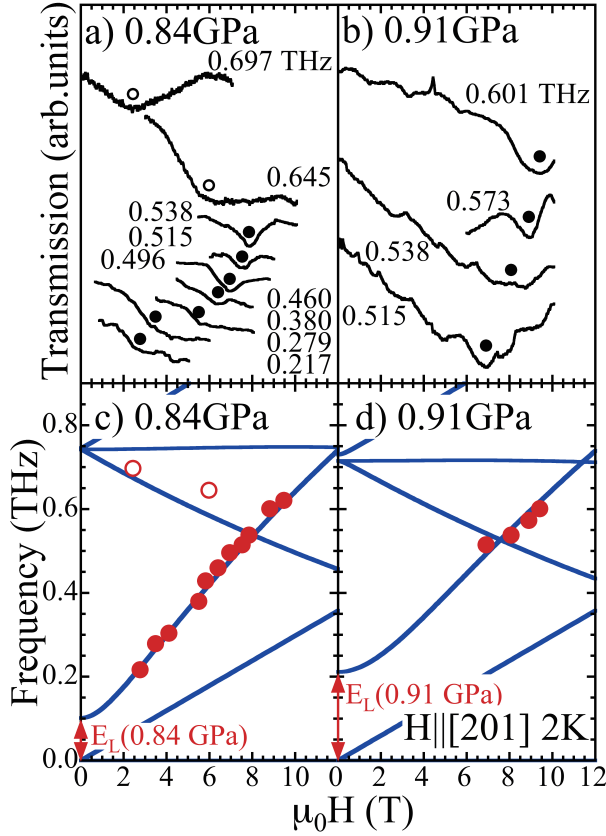 a) 0.84GPa
b) 0.91GPa
Transmission (arb.units)
0.697 THz
0.645
0.538
0.515
0.496
0.460
0.380
0.279
0.217
0.601 THz
0.573
0.538
0.515
c) 0.84GPa
d) 0.91GPa
Frequency (THz)
0.8
0.6
0.4
0.2
0.0
E_L(0.84 GPa)
E_L(0.91 GPa)
H||[201] 2K
0 2 4 6 8 10 0 2 4 6 8 10 12
μ₀H (T)